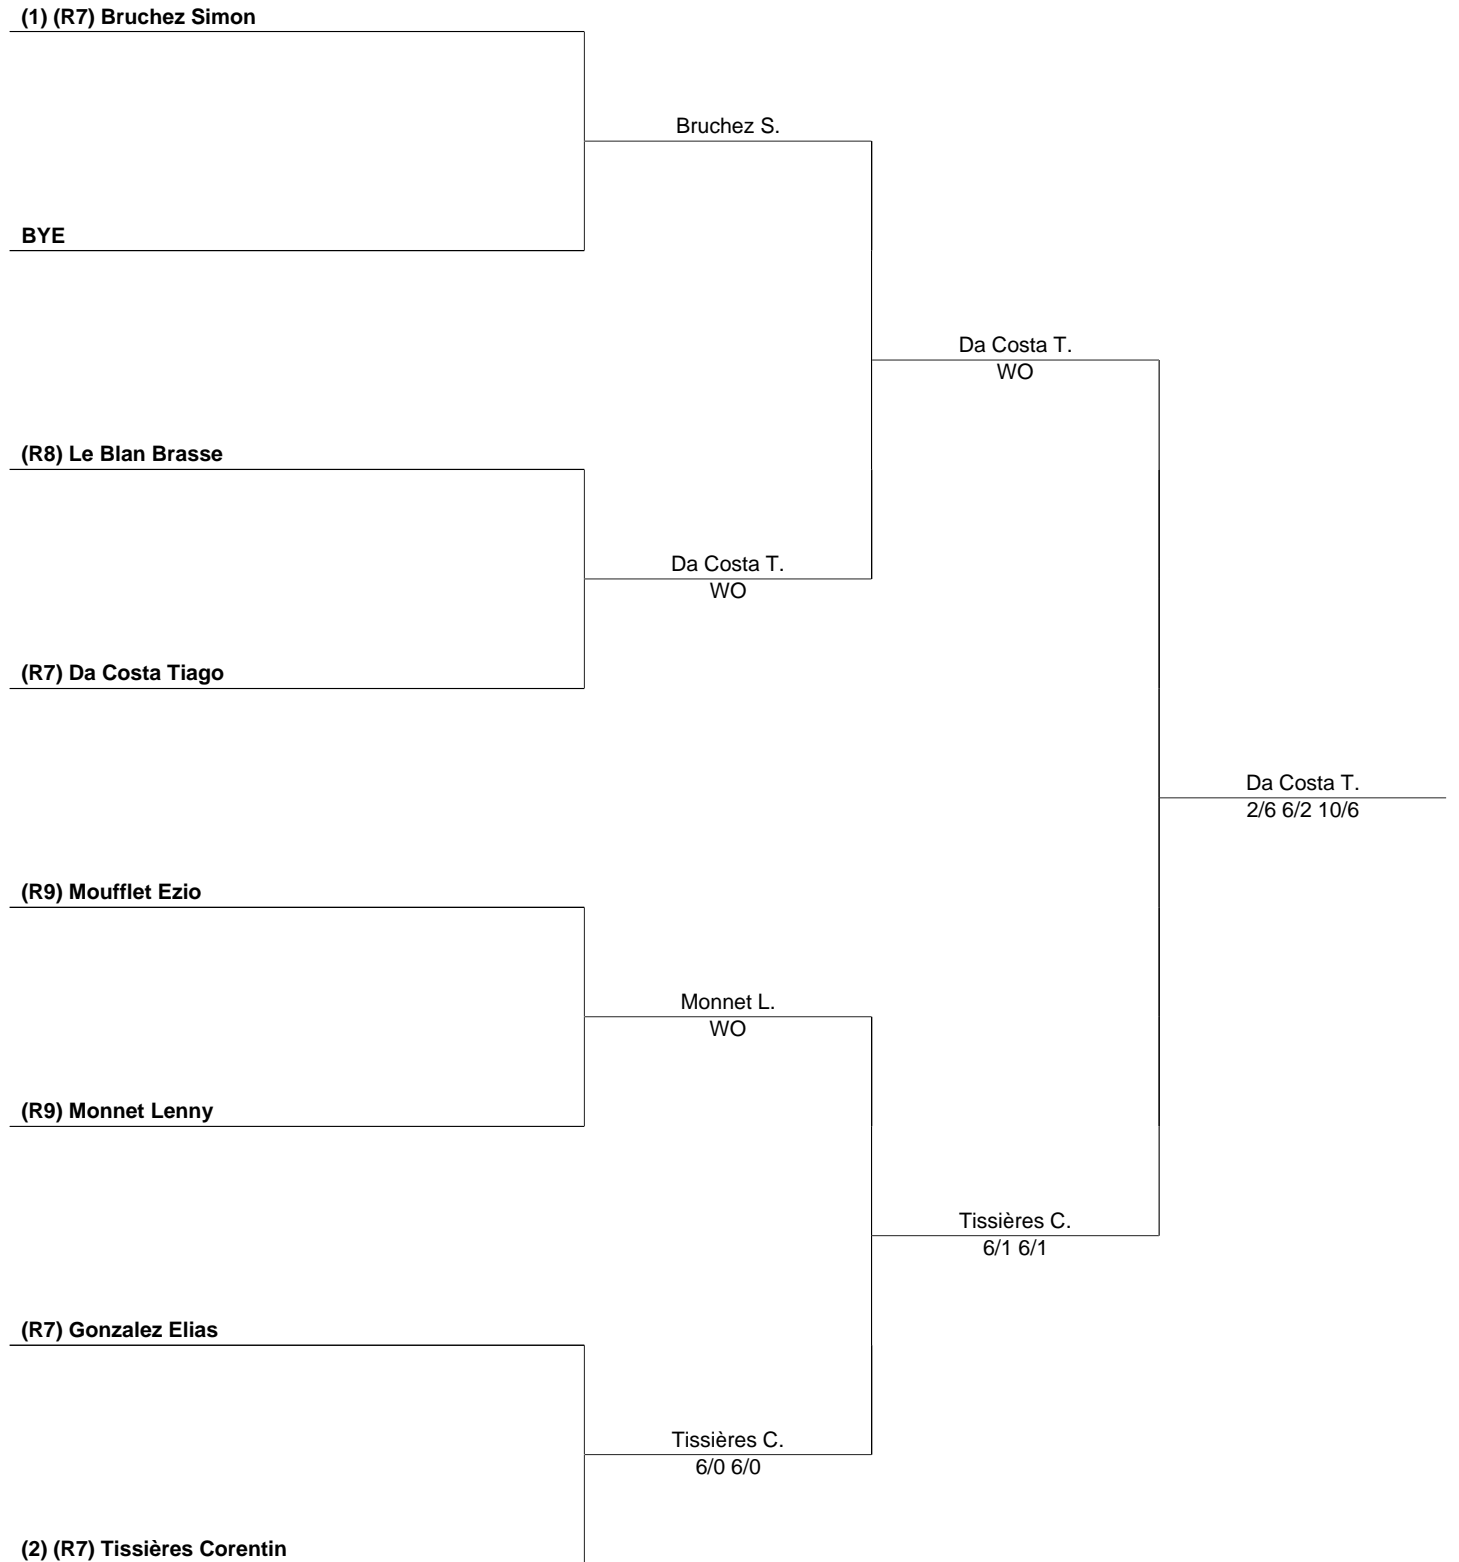 (1) (R7) Bruchez Simon
Bruchez S.
BYE
Da Costa T.
WO
(R8) Le Blan Brasse
Da Costa T.
WO
(R7) Da Costa Tiago
Da Costa T.
2/6 6/2 10/6
(R9) Moufflet Ezio
Monnet L.
WO
(R9) Monnet Lenny
Tissières C.
6/1 6/1
(R7) Gonzalez Elias
Tissières C.
6/0 6/0
(2) (R7) Tissières Corentin